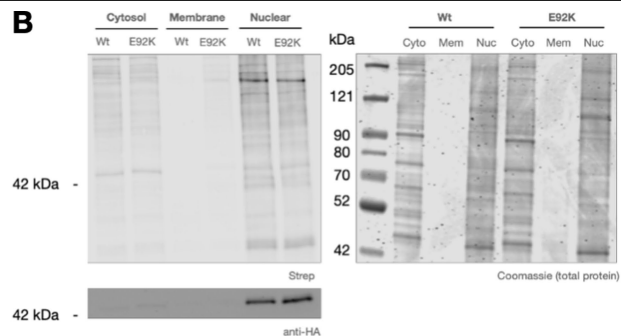 B
Cytosol Membrane Nuclear
Wt E92K Wt E92K Wt E92K
42 kDa -
Strep
42 kDa -
anti-HA
Wt E92K
kDa Cyto Mem Nuc Cyto Mem Nuc
205
121
90
80
70
52
42
Coomassie (total protein)